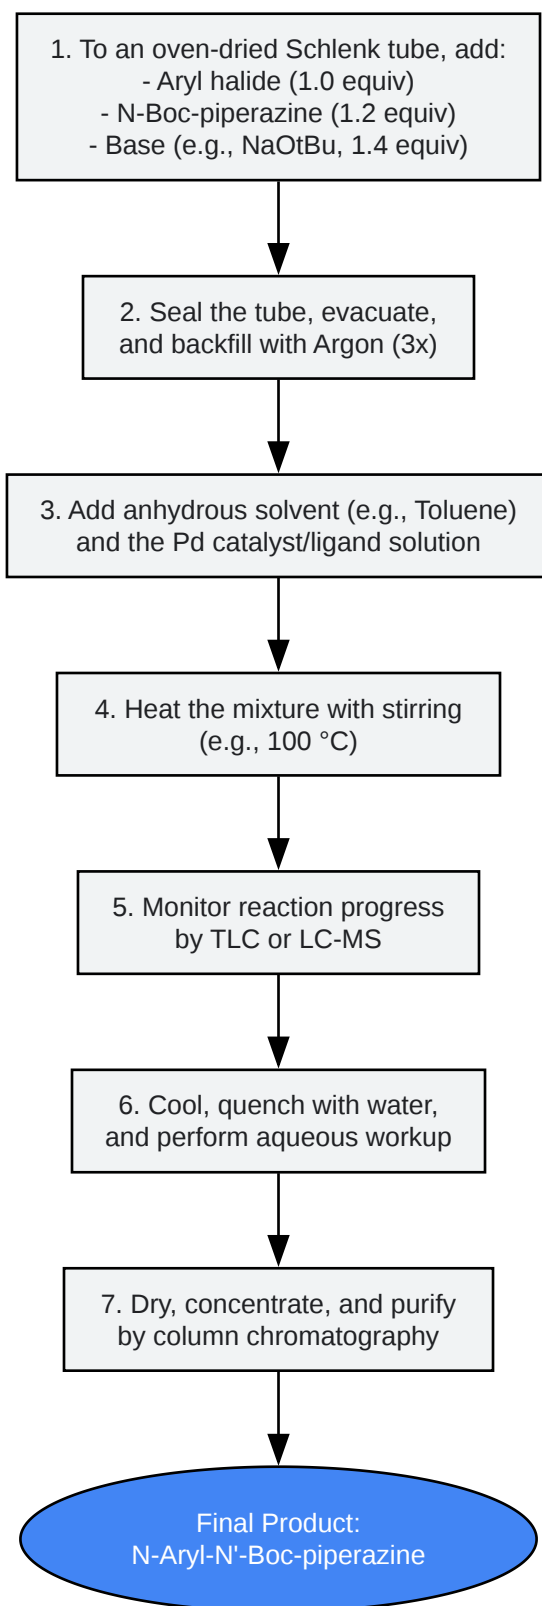 1. To an oven-dried Schlenk tube, add:
- Aryl halide (1.0 equiv)
- N-Boc-piperazine (1.2 equiv)
- Base (e.g., NaOtBu, 1.4 equiv)
2. Seal the tube, evacuate,
and backfill with Argon (3x)
3. Add anhydrous solvent (e.g., Toluene)
and the Pd catalyst/ligand solution
4. Heat the mixture with stirring
(e.g., 100 °C)
5. Monitor reaction progress
by TLC or LC-MS
6. Cool, quench with water,
and perform aqueous workup
7. Dry, concentrate, and purify
by column chromatography
Final Product:
N-Aryl-N'-Boc-piperazine